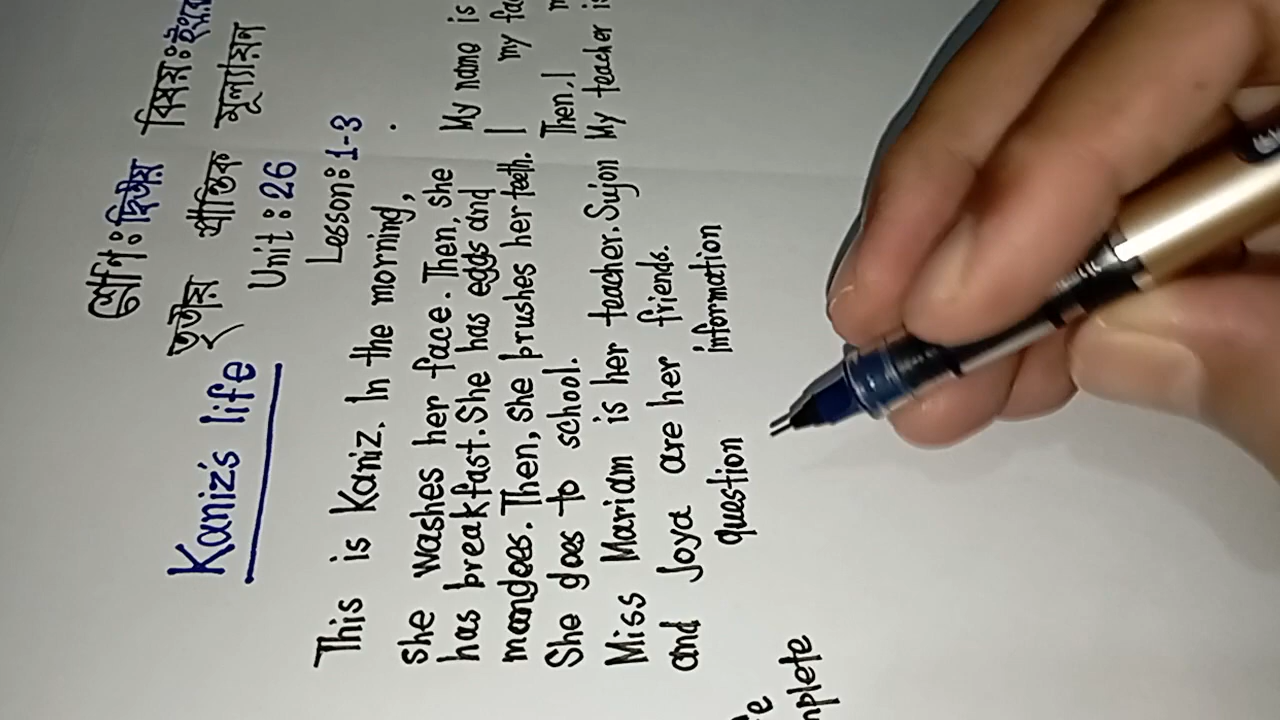 শ্রেণি: দ্বিতীয় বিষয়:
তৃতীয় প্রান্তিক মূল্যায়ন
Unit: 26
Lesson: 1-3
Kaniz's life
This is Kaniz. In the morning,
she washes her face. Then, she
has breakfast. She has eggs and
mangoes. Then, she brushes her teeth.
She goes to school.
Miss Mariam is her teacher. Sujon
and Joya are her friends.
question information
My name is
I my
Then, I
My teacher